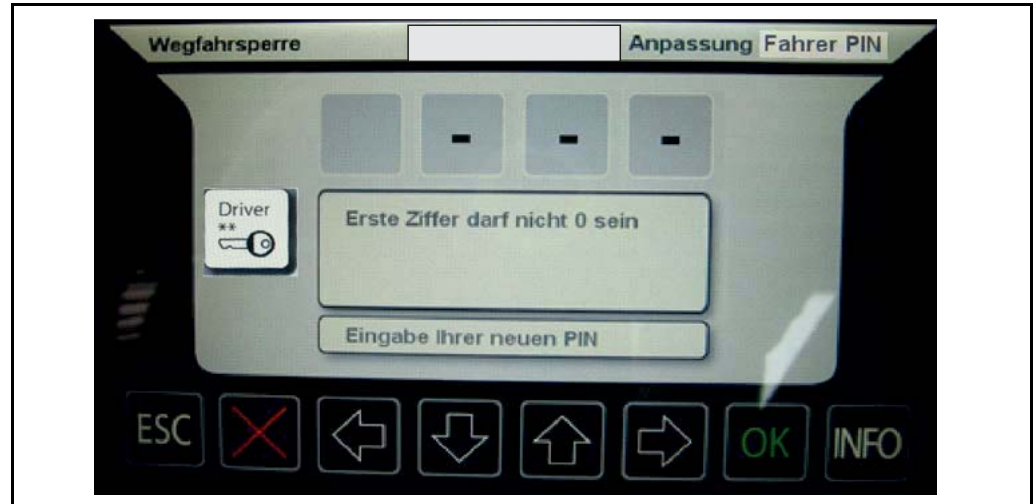 Wegfahrsperre Anpassung Fahrer PIN
- - -
Driver
**
Erste Ziffer darf nicht 0 sein
Eingabe Ihrer neuen PIN
ESC OK INFO